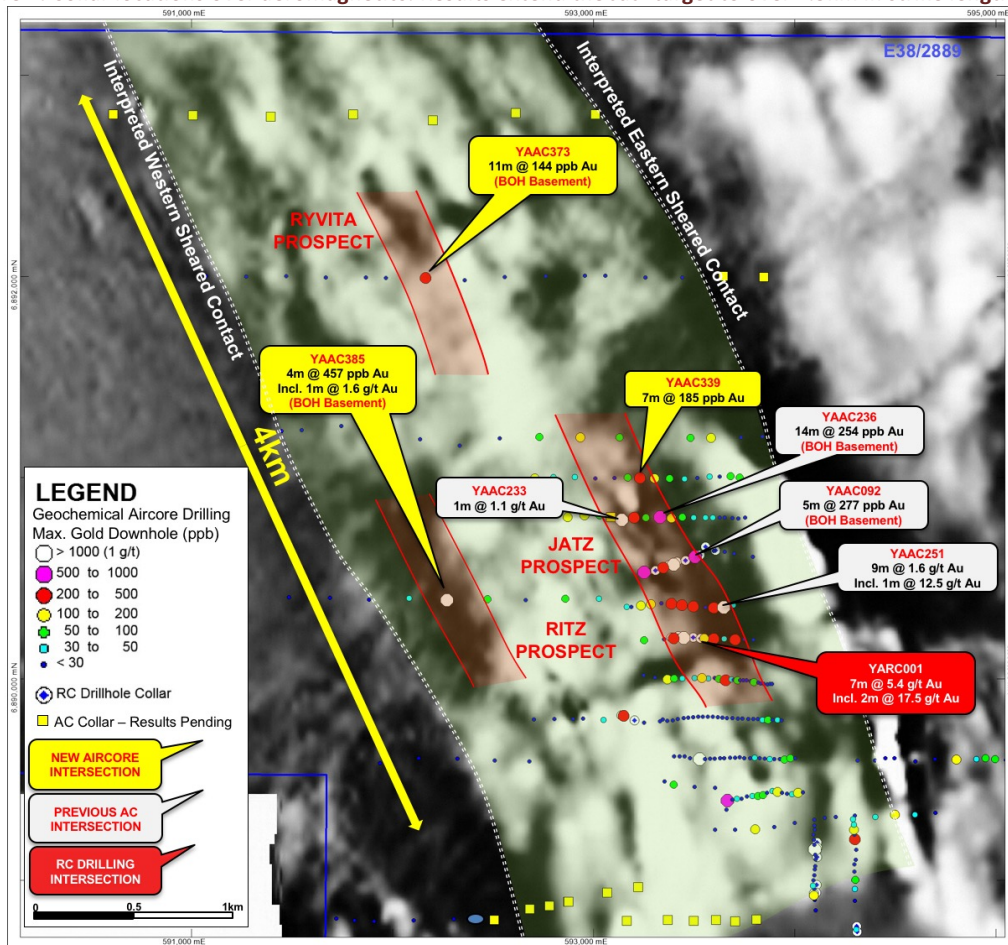 591,000 mE
593,000 mE
595,000 mE
E38/2889
Interpreted Western Sheared Contact
Interpreted Eastern Sheared Contact
YAAC373
11m @ 144 ppb Au
(BOH Basement)
RYVITA
PROSPECT
6,892,000 mN
YAAC385
4m @ 457 ppb Au
Incl. 1m @ 1.6 g/t Au
(BOH Basement)
YAAC339
7m @ 185 ppb Au
4km
YAAC236
14m @ 254 ppb Au
(BOH Basement)
YAAC233
1m @ 1.1 g/t Au
YAAC092
5m @ 277 ppb Au
(BOH Basement)
JATZ
PROSPECT
YAAC251
9m @ 1.6 g/t Au
Incl. 1m @ 12.5 g/t Au
RITZ
PROSPECT
YARC001
7m @ 5.4 g/t Au
Incl. 2m @ 17.5 g/t Au
6,890,000 mN
LEGEND
Geochemical Aircore Drilling
Max. Gold Downhole (ppb)
> 1000 (1 g/t)
500 to 1000
200 to 500
100 to 200
50 to 100
30 to 50
< 30
RC Drillhole Collar
AC Collar – Results Pending
NEW AIRCORE
INTERSECTION
PREVIOUS AC
INTERSECTION
RC DRILLING
INTERSECTION
0 0.5 1km
591,000 mE
593,000 mE